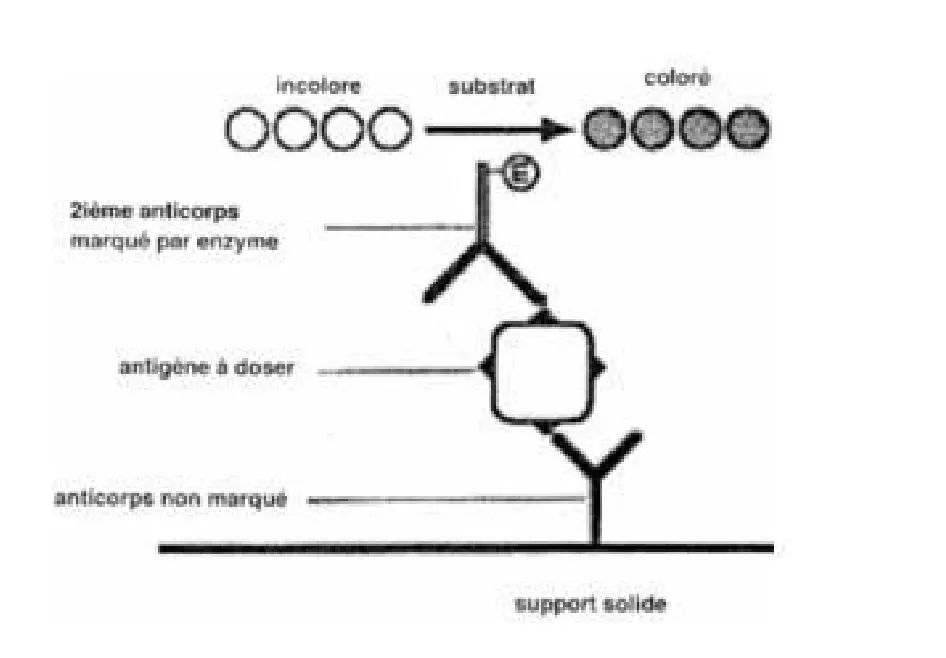 incolore
substrat
coloré
E
2ième anticorps
marqué par enzyme
antigène à doser
anticorps non marqué
support solide